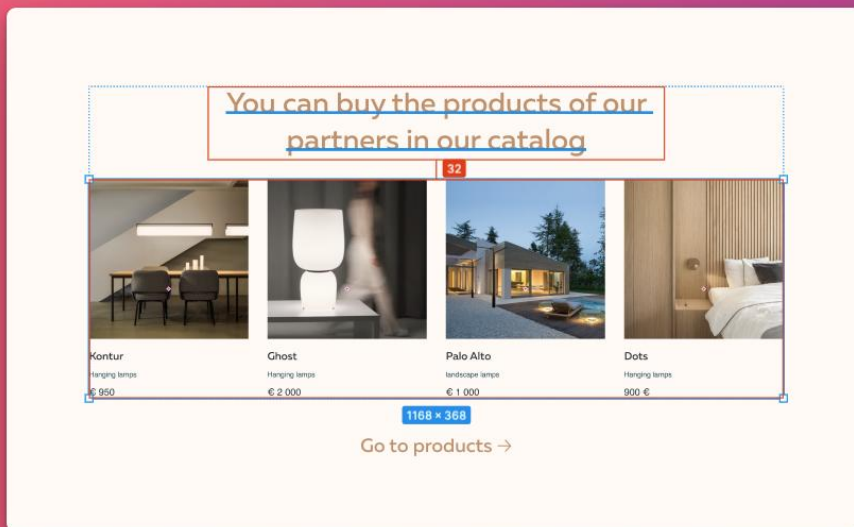 You can buy the products of our
partners in our catalog
32
Kontur
Hanging lamps
€ 950
Ghost
Hanging lamps
€ 2 000
Palo Alto
landscape lamps
€ 1 000
Dots
Hanging lamps
900 €
1168 × 368
Go to products →